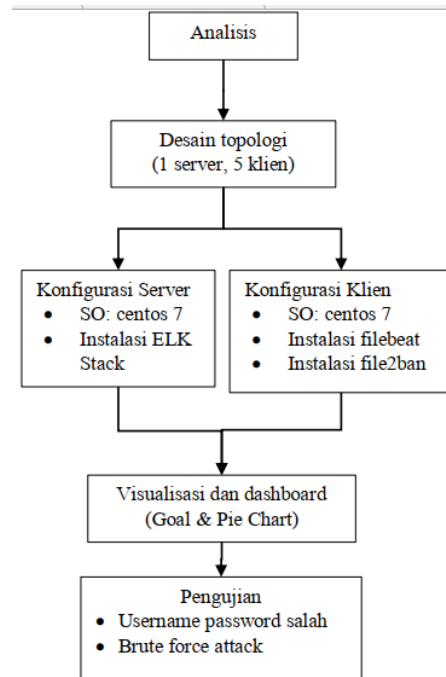 Analisis
Desain topologi
(1 server, 5 klien)
Konfigurasi Server
• SO: centos 7
• Instalasi ELK
Stack
Konfigurasi Klien
• SO: centos 7
• Instalasi filebeat
• Instalasi file2ban
Visualisasi dan dashboard
(Goal & Pie Chart)
Pengujian
• Username password salah
• Brute force attack